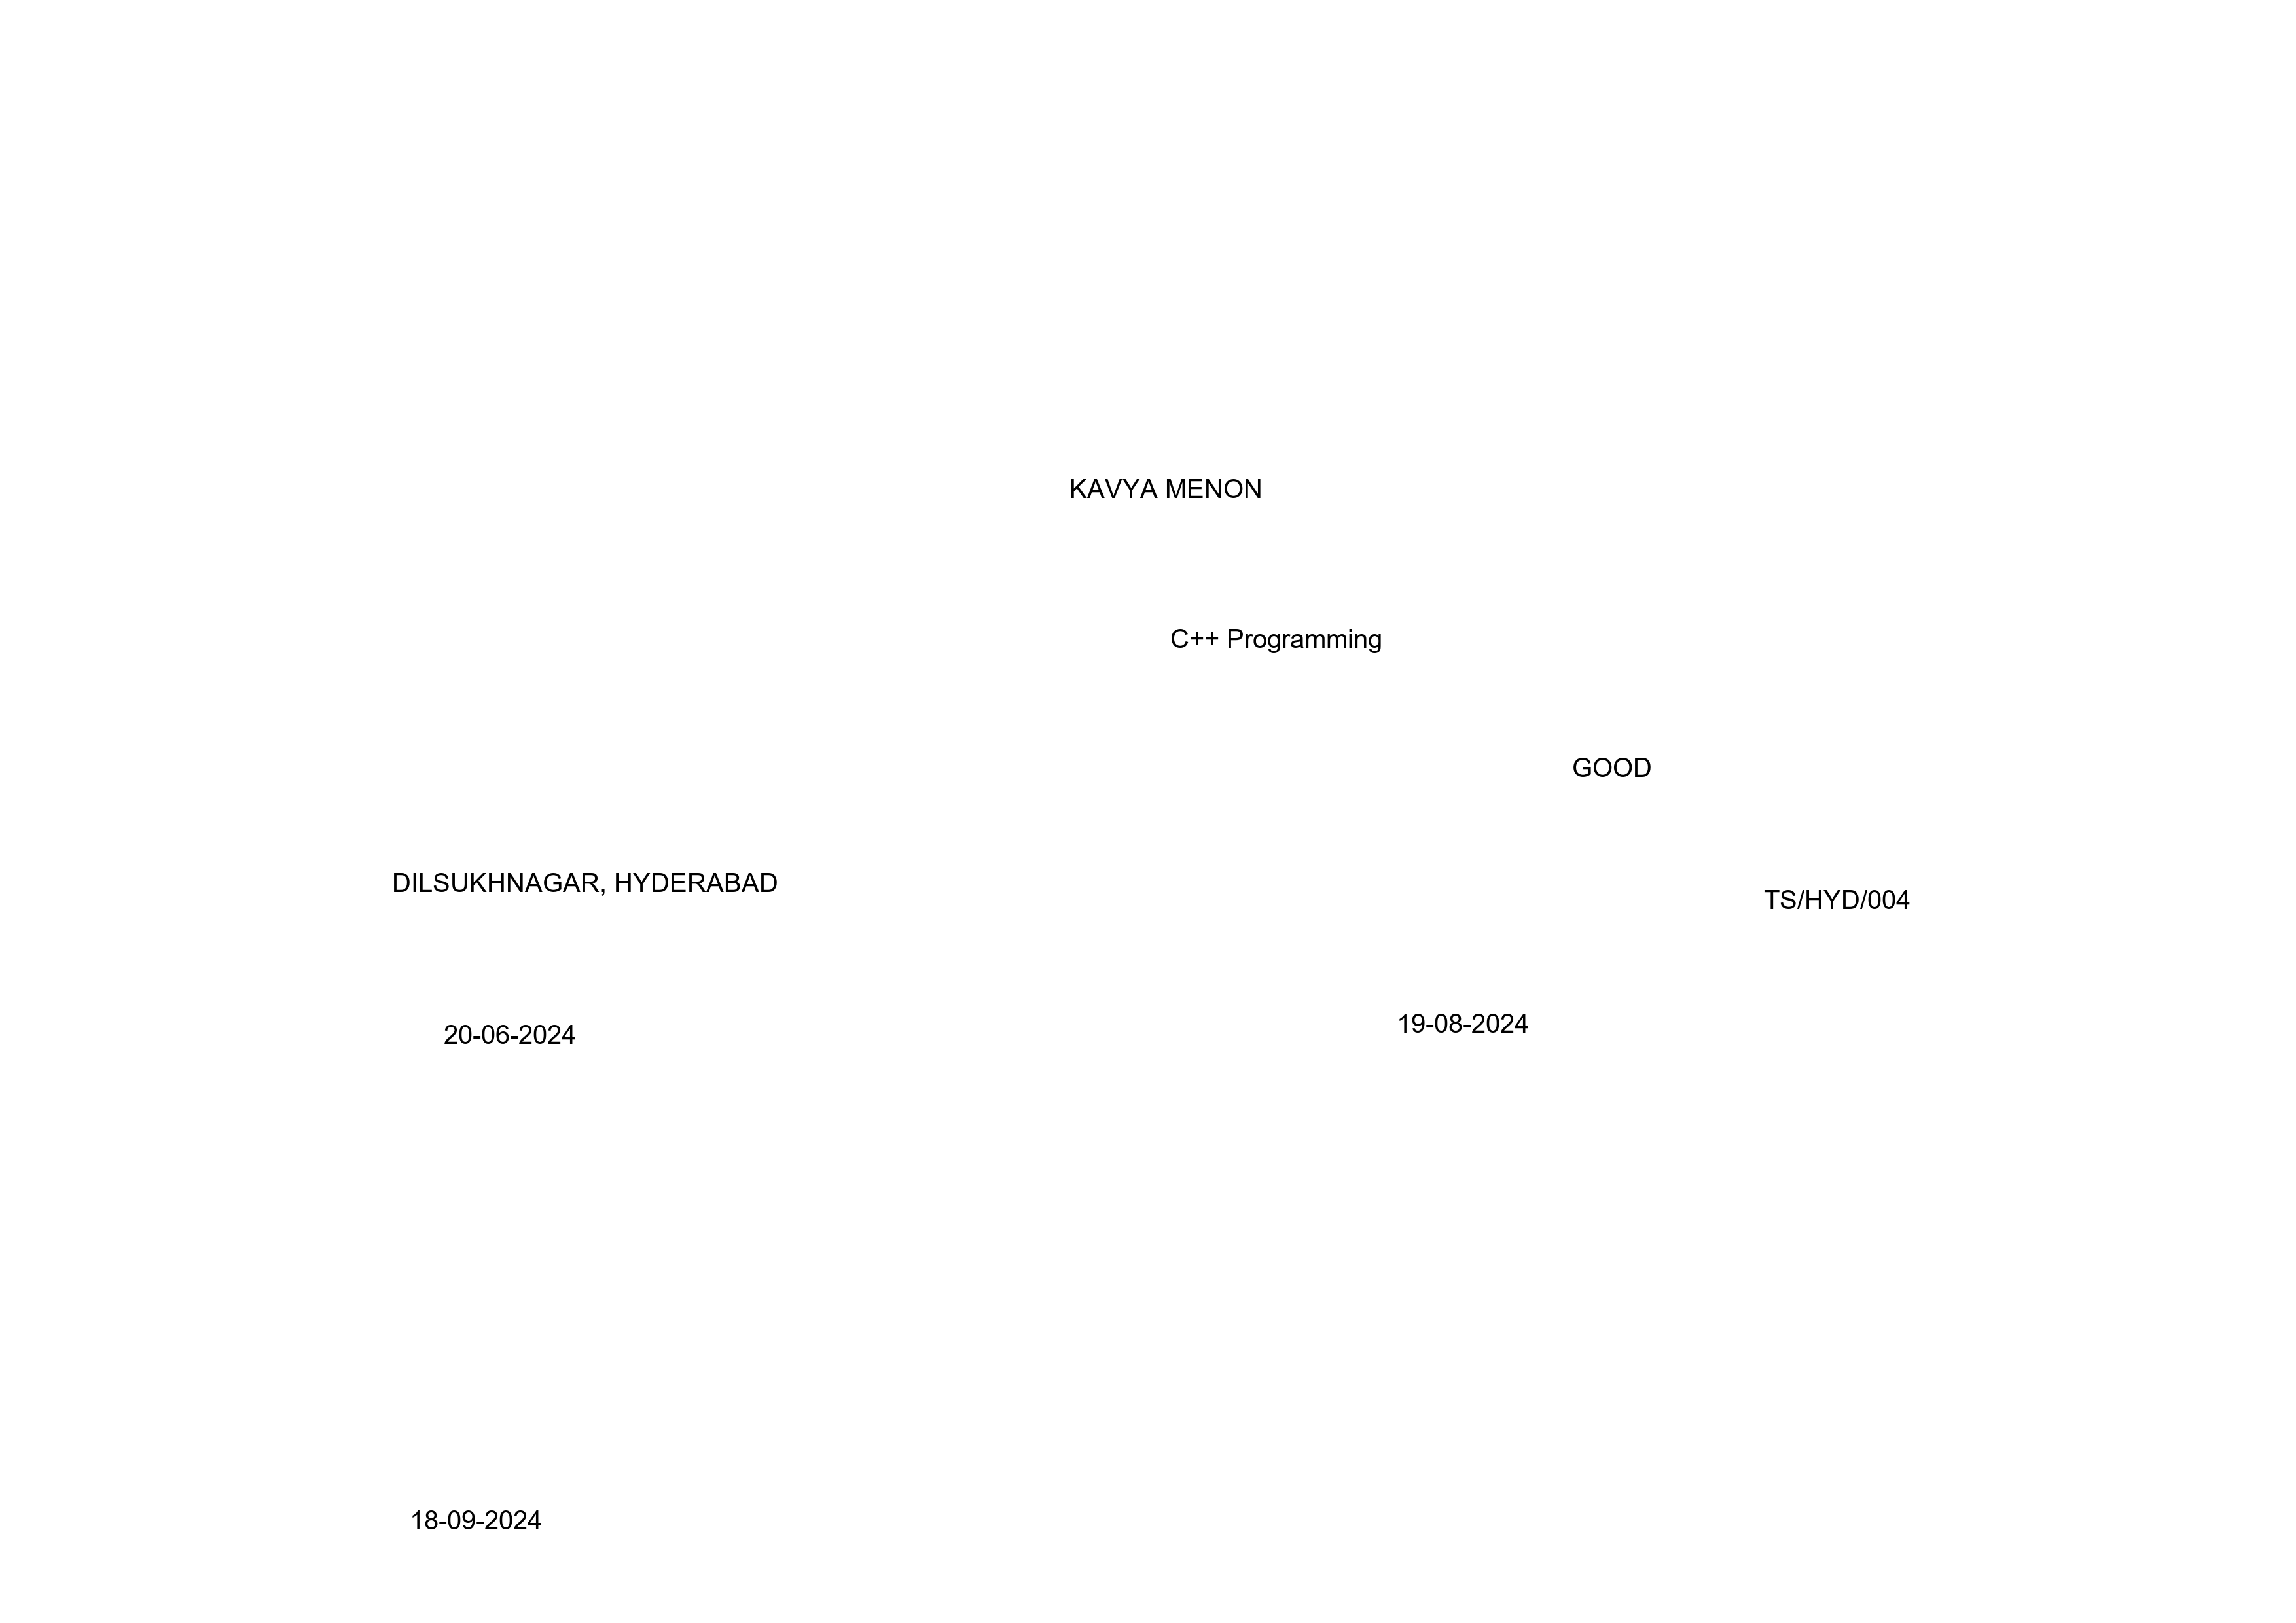 KAVYA MENON
C++ Programming
GOOD
DILSUKHNAGAR, HYDERABAD
TS/HYD/004
20-06-2024
19-08-2024
18-09-2024